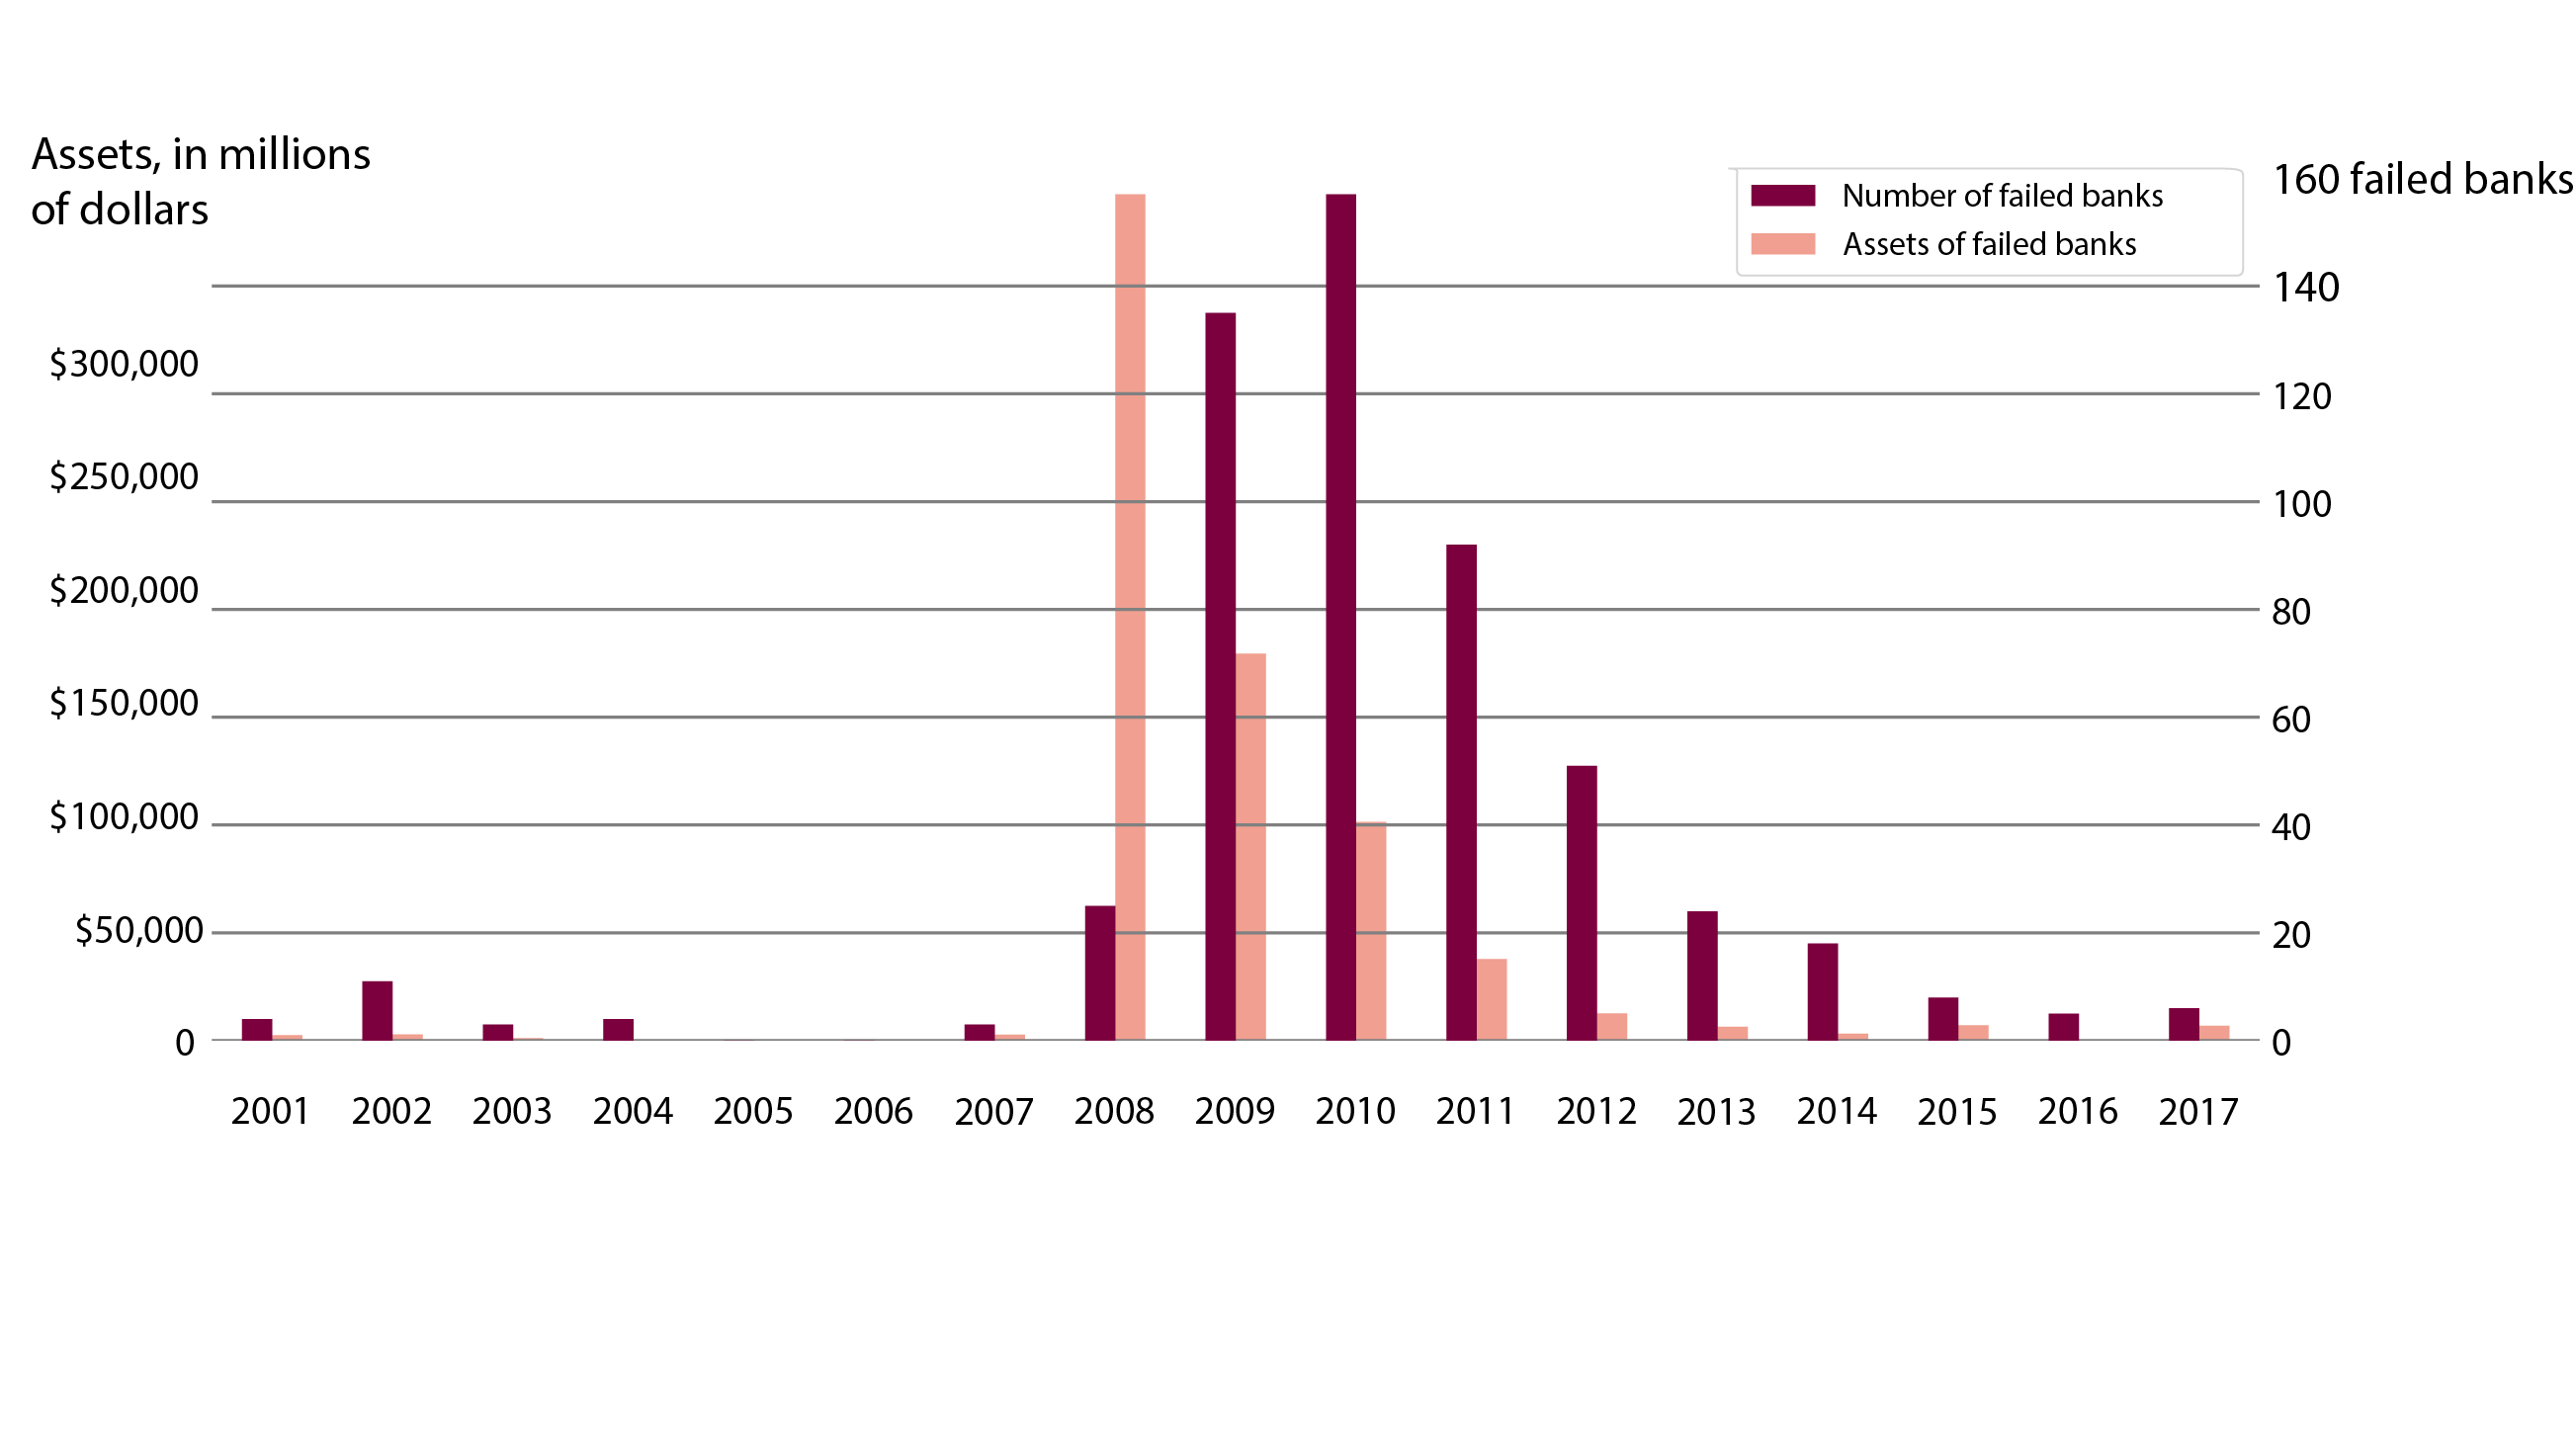 Assets, in millions
of dollars
Number of failed banks
Assets of failed banks
160 failed banks
140
$300,000
120
$250,000
100
$200,000
80
$150,000
60
$100,000
40
$50,000
20
0
0
2001 2002 2003 2004 2005 2006 2007 2008 2009 2010 2011 2012 2013 2014 2015 2016 2017